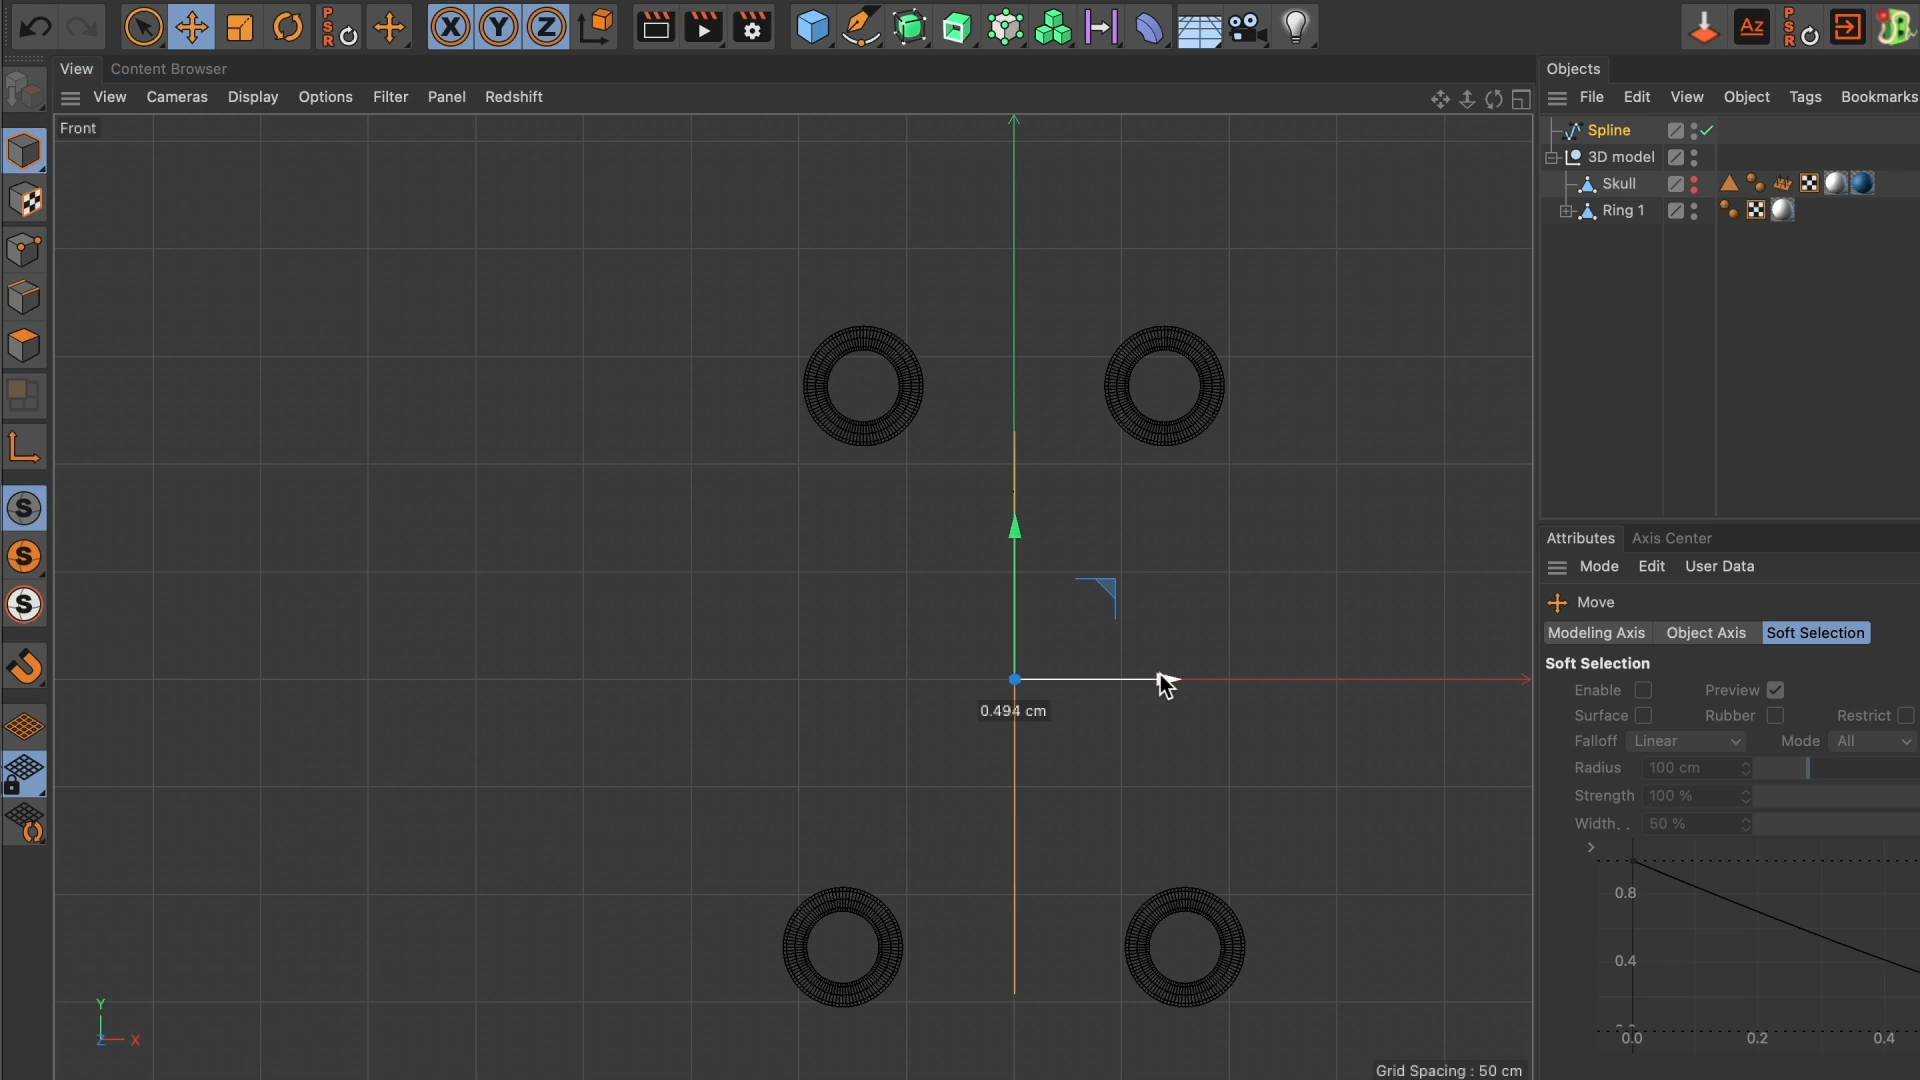 PSR
X Y Z
AZ
PSR
View Content Browser
Objects
View Cameras Display Options Filter Panel Redshift
File Edit View Object Tags Bookmarks
Front
Spline
3D model
Skull
Ring 1
S
S
S
0.494 cm
Y
Z X
Grid Spacing : 50 cm
Attributes Axis Center
Mode Edit User Data
Move
Modeling Axis Object Axis Soft Selection
Soft Selection
Enable Preview
Surface Rubber Restrict
Falloff Linear Mode All
Radius 100 cm
Strength 100 %
Width. . 50 %
0.8
0.4
0.0 0.2 0.4